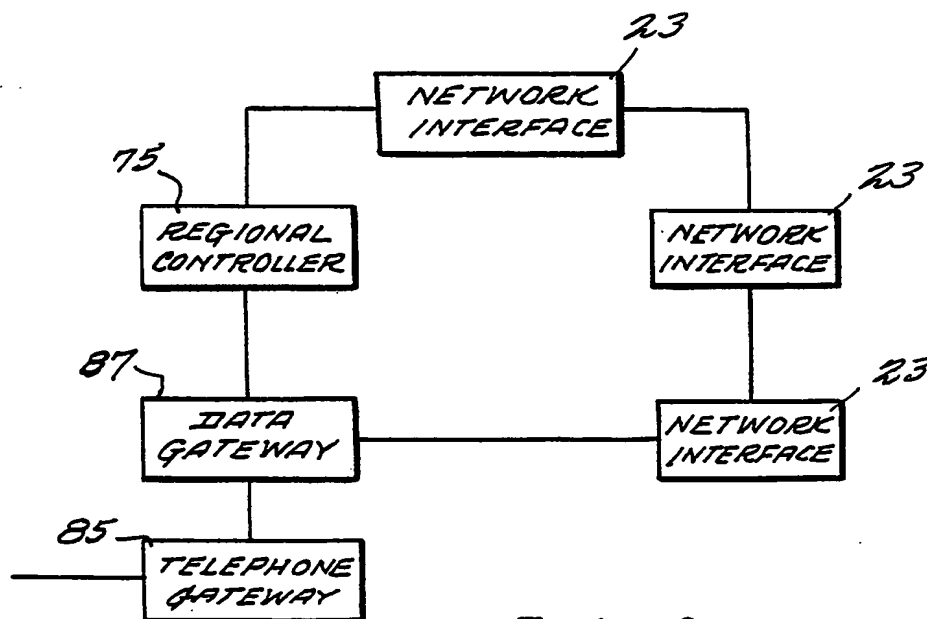 23
NETWORK
INTERFACE
75
23
REGIONAL
CONTROLLER
NETWORK
INTERFACE
87
23
DATA
GATEWAY
NETWORK
INTERFACE
85
TELEPHONE
GATEWAY